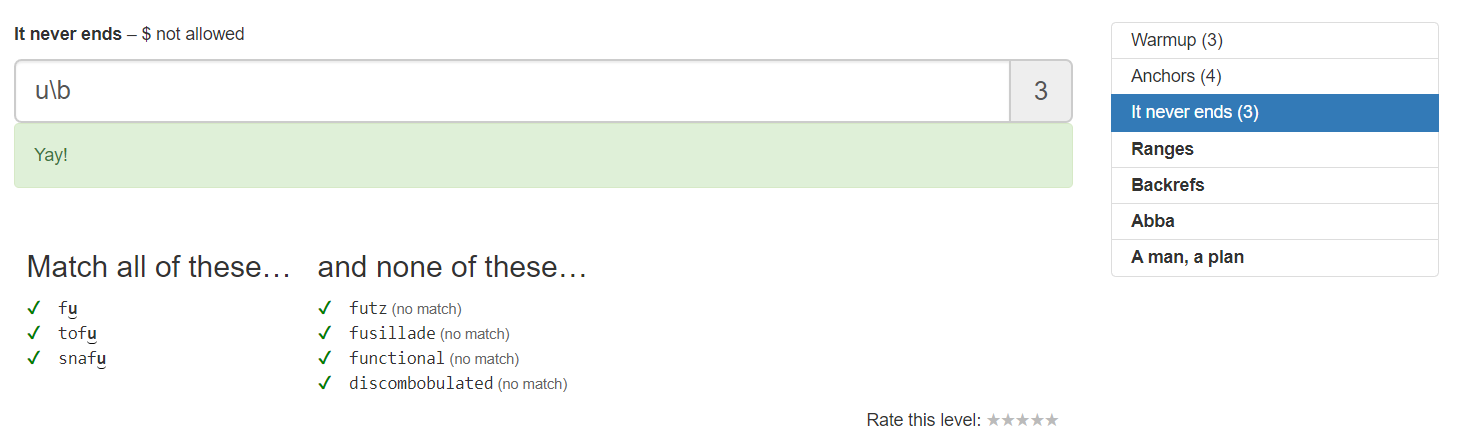 It never ends – $ not allowed
u\b
3
Yay!
Match all of these…
fu
tofu
snafu
and none of these…
futz (no match)
fusillade (no match)
functional (no match)
discombobulated (no match)
Rate this level: ★★★★★
Warmup (3)
Anchors (4)
It never ends (3)
Ranges
Backrefs
Abba
A man, a plan